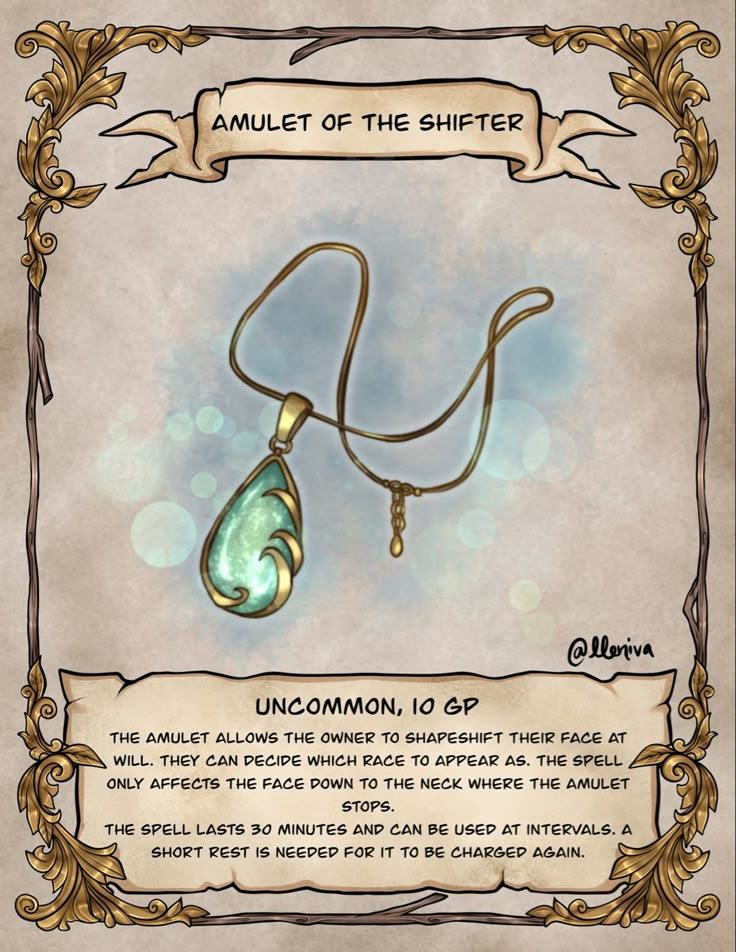 AMULET OF THE SHIFTER
@lleniva
UNCOMMON, 10 GP
THE AMULET ALLOWS THE OWNER TO SHAPESHIFT THEIR FACE AT
WILL. THEY CAN DECIDE WHICH RACE TO APPEAR AS. THE SPELL
ONLY AFFECTS THE FACE DOWN TO THE NECK WHERE THE AMULET
STOPS.
THE SPELL LASTS 30 MINUTES AND CAN BE USED AT INTERVALS. A
SHORT REST IS NEEDED FOR IT TO BE CHARGED AGAIN.